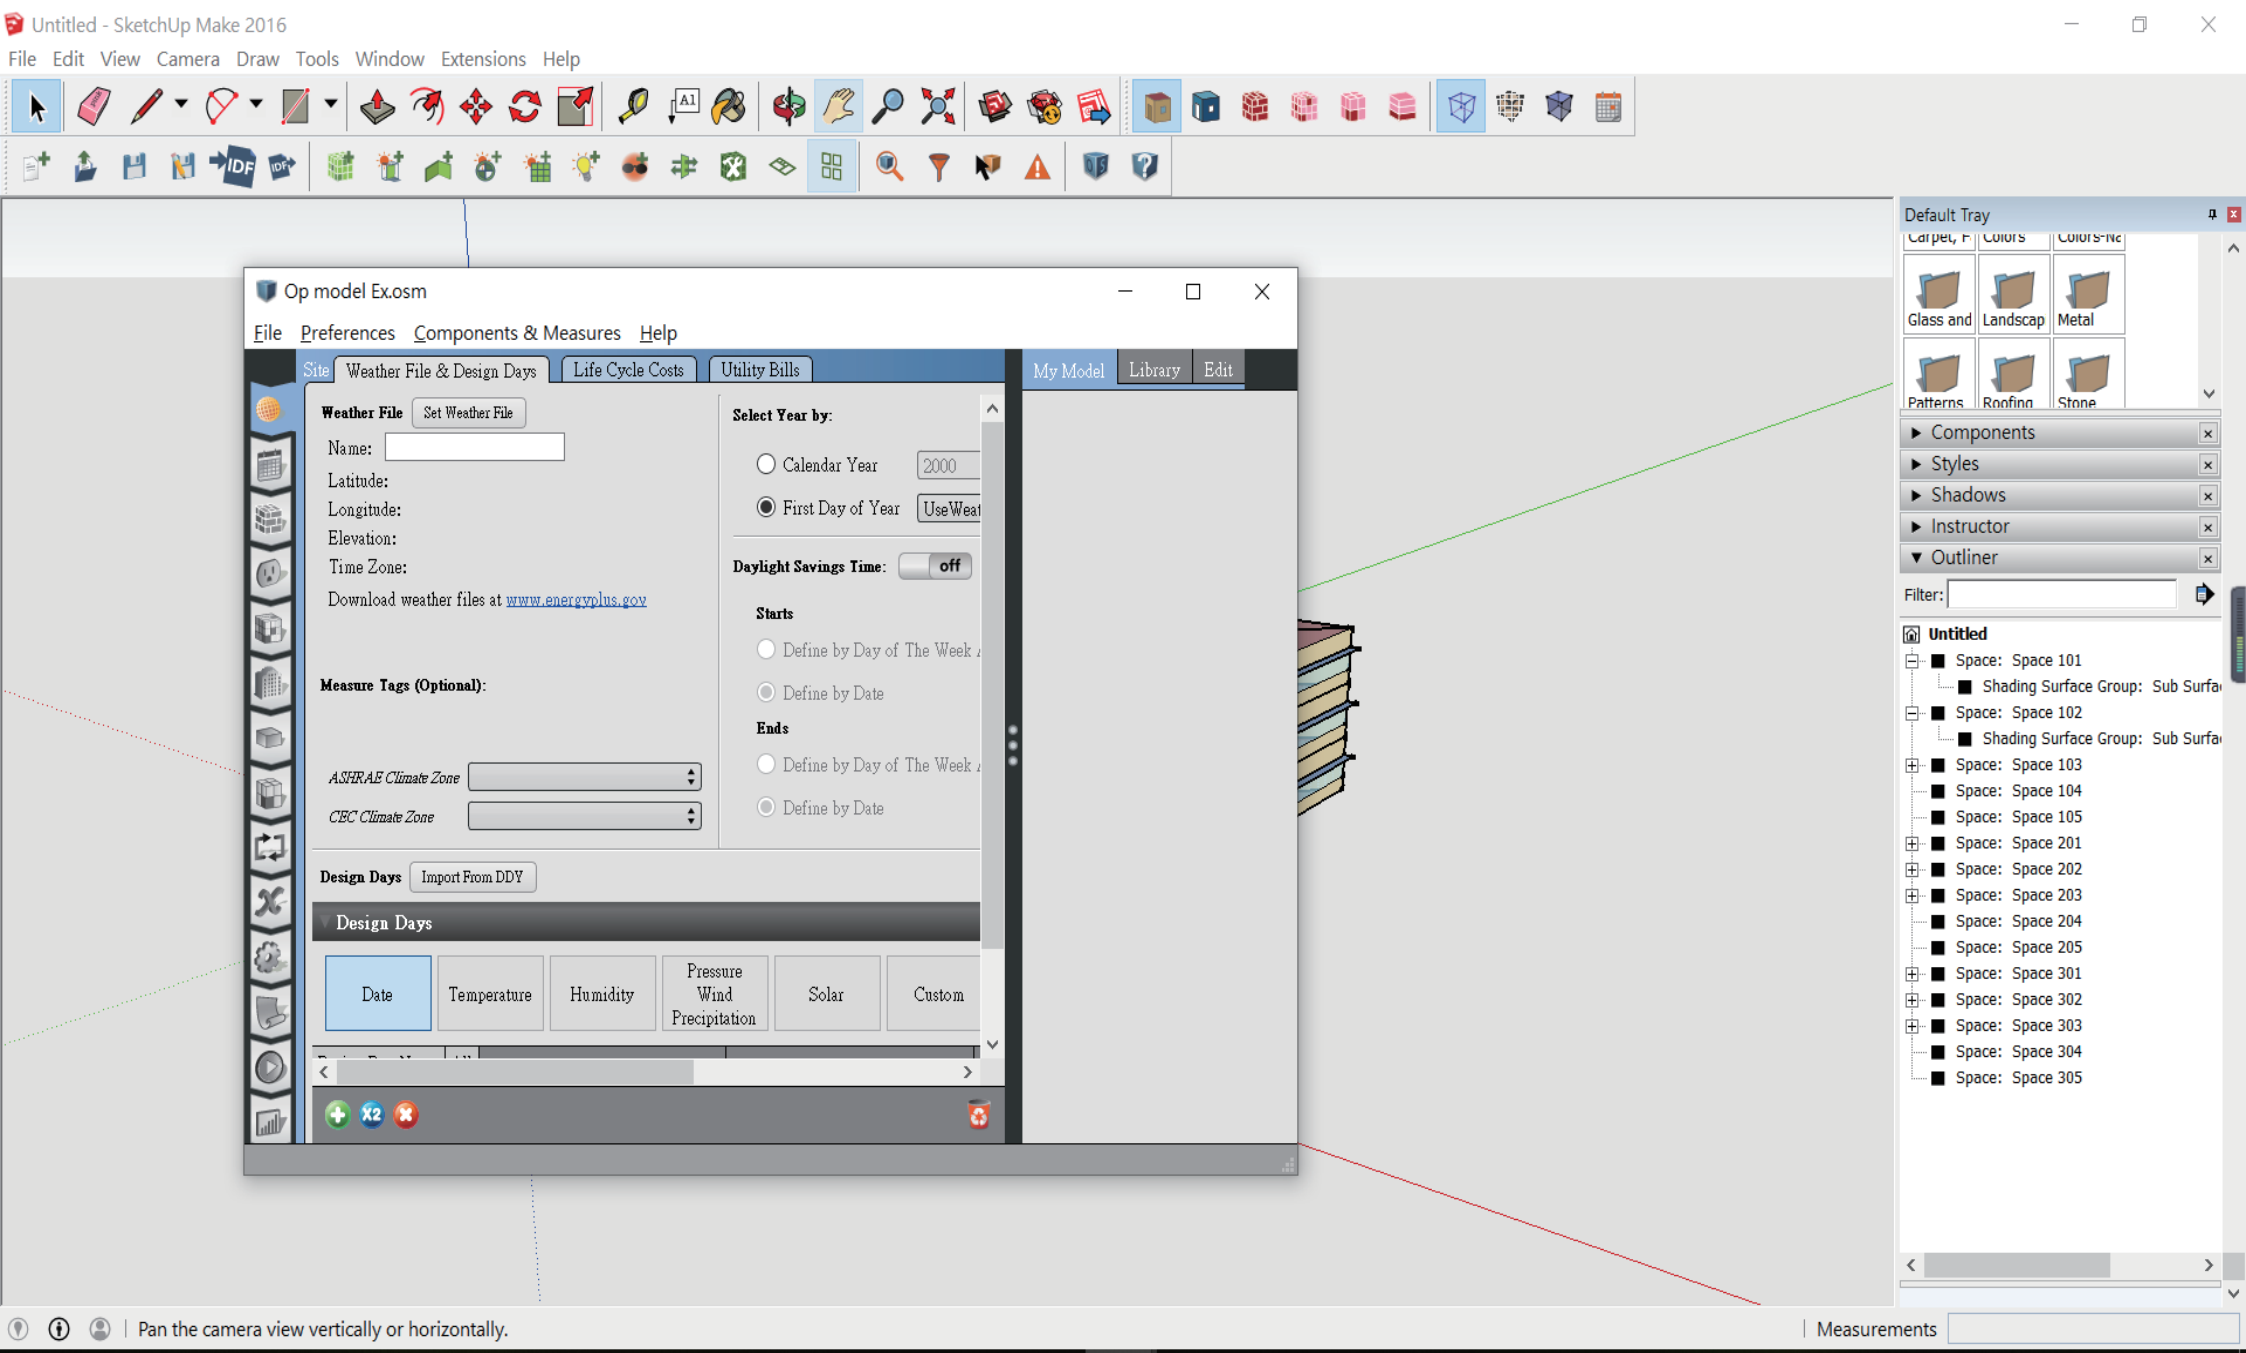 Untitled - SketchUp Make 2016
File Edit View Camera Draw Tools Window Extensions Help
A1
IDF
IDF
Default Tray
Carpet, F Colors Colors-Na
Glass and Landscap Metal
Patterns Roofing Stone
Components
Styles
Shadows
Instructor
Outliner
Filter:
Untitled
Space: Space 101
Shading Surface Group: Sub Surfa
Space: Space 102
Shading Surface Group: Sub Surfa
Space: Space 103
Space: Space 104
Space: Space 105
Space: Space 201
Space: Space 202
Space: Space 203
Space: Space 204
Space: Space 205
Space: Space 301
Space: Space 302
Space: Space 303
Space: Space 304
Space: Space 305
Op model Ex.osm
File Preferences Components & Measures Help
Site Weather File & Design Days Life Cycle Costs Utility Bills
My Model Library Edit
Weather File Set Weather File
Name:
Latitude:
Longitude:
Elevation:
Time Zone:
Download weather files at www.energyplus.gov
Measure Tags (Optional):
ASHRAE Climate Zone
CEC Climate Zone
Select Year by:
Calendar Year 2000
First Day of Year UseWeat
Daylight Savings Time: off
Starts
Define by Day of The Week
Define by Date
Ends
Define by Day of The Week
Define by Date
Design Days Import From DDY
Design Days
Date Temperature Humidity Pressure Wind Precipitation Solar Custom
X2
Pan the camera view vertically or horizontally.
Measurements